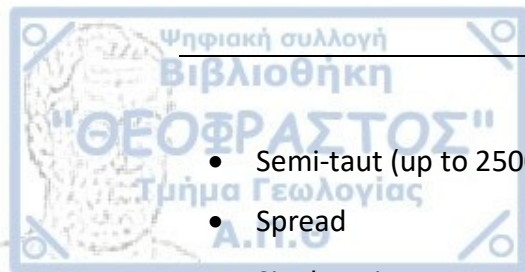 Ψηφιακή συλλογή
Βιβλιοθήκη
"ΘΕΟΦΡΑΣΤΟΣ"
• Semi-taut (up to 250
Τμήμα Γεωλογίας
• Spread
Α.Π.Θ